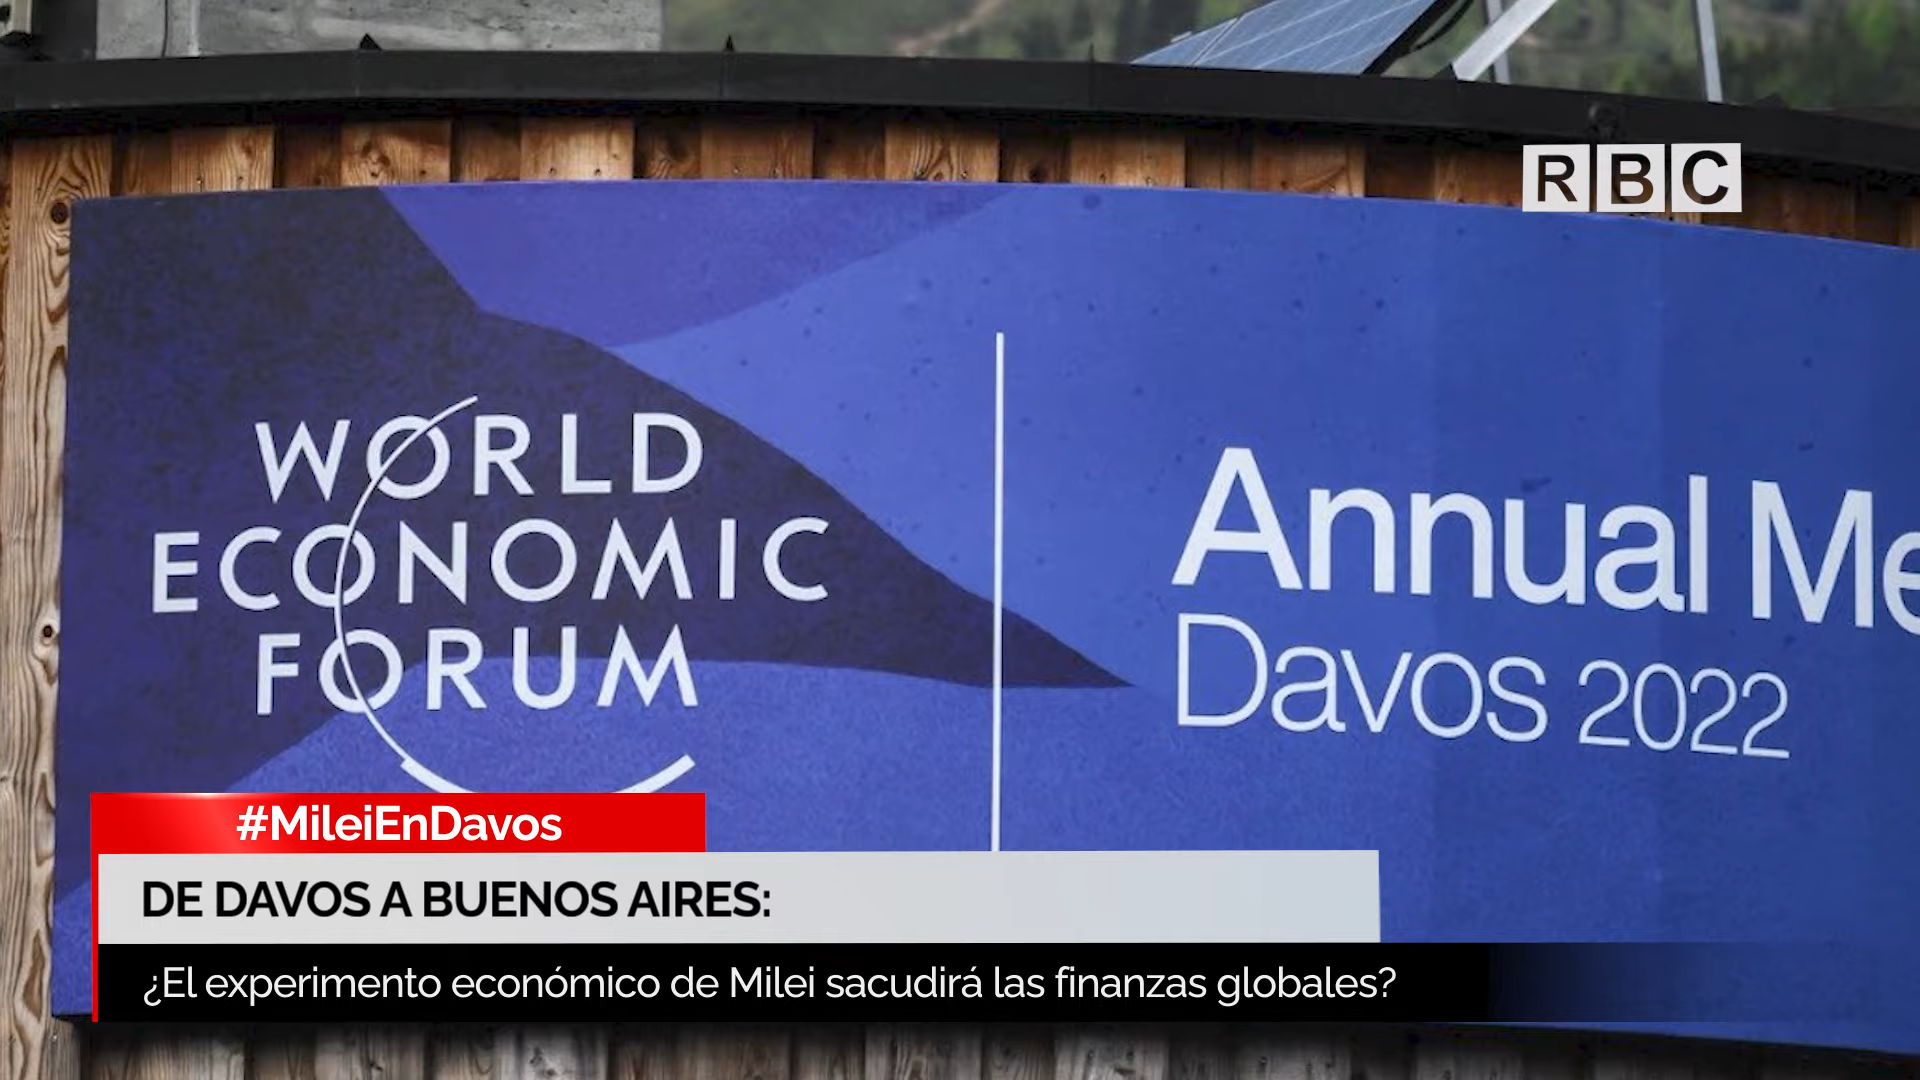 RBC
WORLD
ECONOMIC
FORUM
Annual Me
Davos 2022
#MileiEnDavos
DE DAVOS A BUENOS AIRES:
¿El experimento económico de Milei sacudirá las finanzas globales?